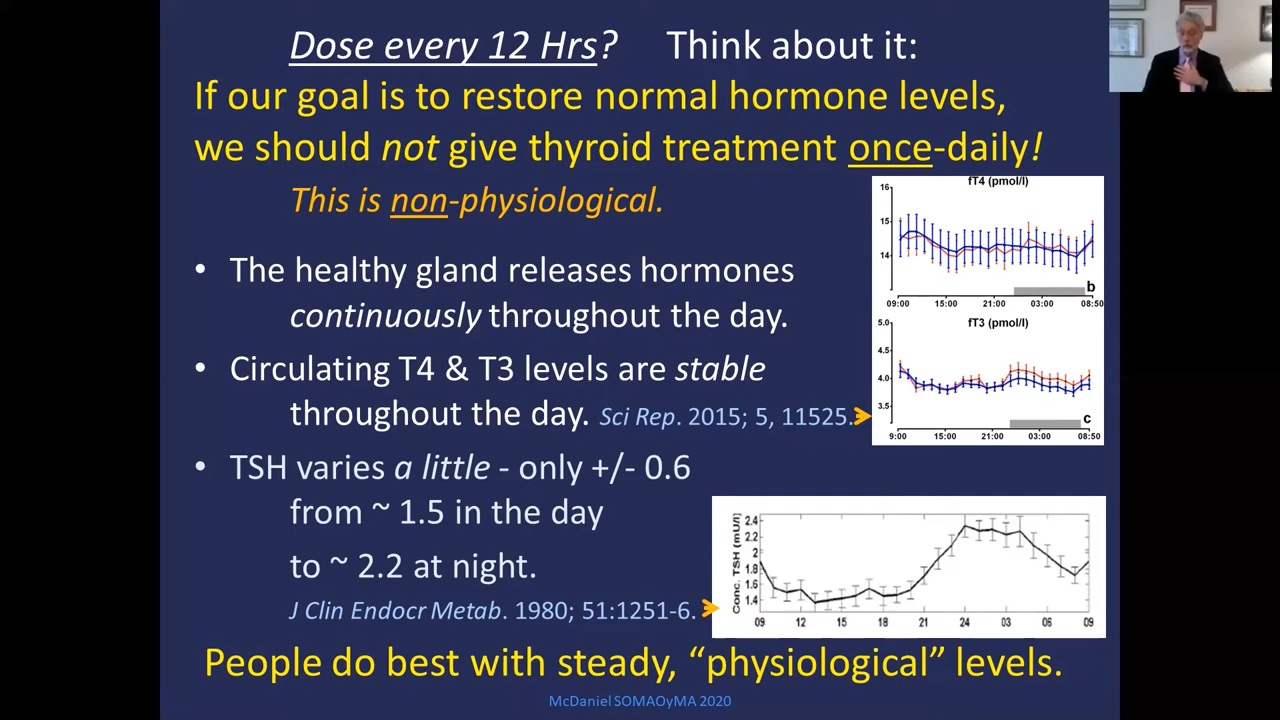 Dose every 12 Hrs? Think about it:
If our goal is to restore normal hormone levels,
we should not give thyroid treatment once-daily!
This is non-physiological.
• The healthy gland releases hormones
continuously throughout the day.
• Circulating T4 & T3 levels are stable
throughout the day. Sci Rep. 2015; 5, 11525.
• TSH varies a little - only +/- 0.6
from ~ 1.5 in the day
to ~ 2.2 at night.
J Clin Endocr Metab. 1980; 51:1251-6.
fT4 (pmol/l)
16
15
14
b
09:00 15:00 21:00 03:00 08:50
fT3 (pmol/l)
5.0
4.5
4.0
3.5
c
9:00 15:00 21:00 03:00 08:50
Conc. TSH (mU/l)
2.4
2.2
2
1.8
1.6
1.4
09 12 15 18 21 24 03 06 09
People do best with steady, “physiological” levels.
McDaniel SOMAOyMA 2020